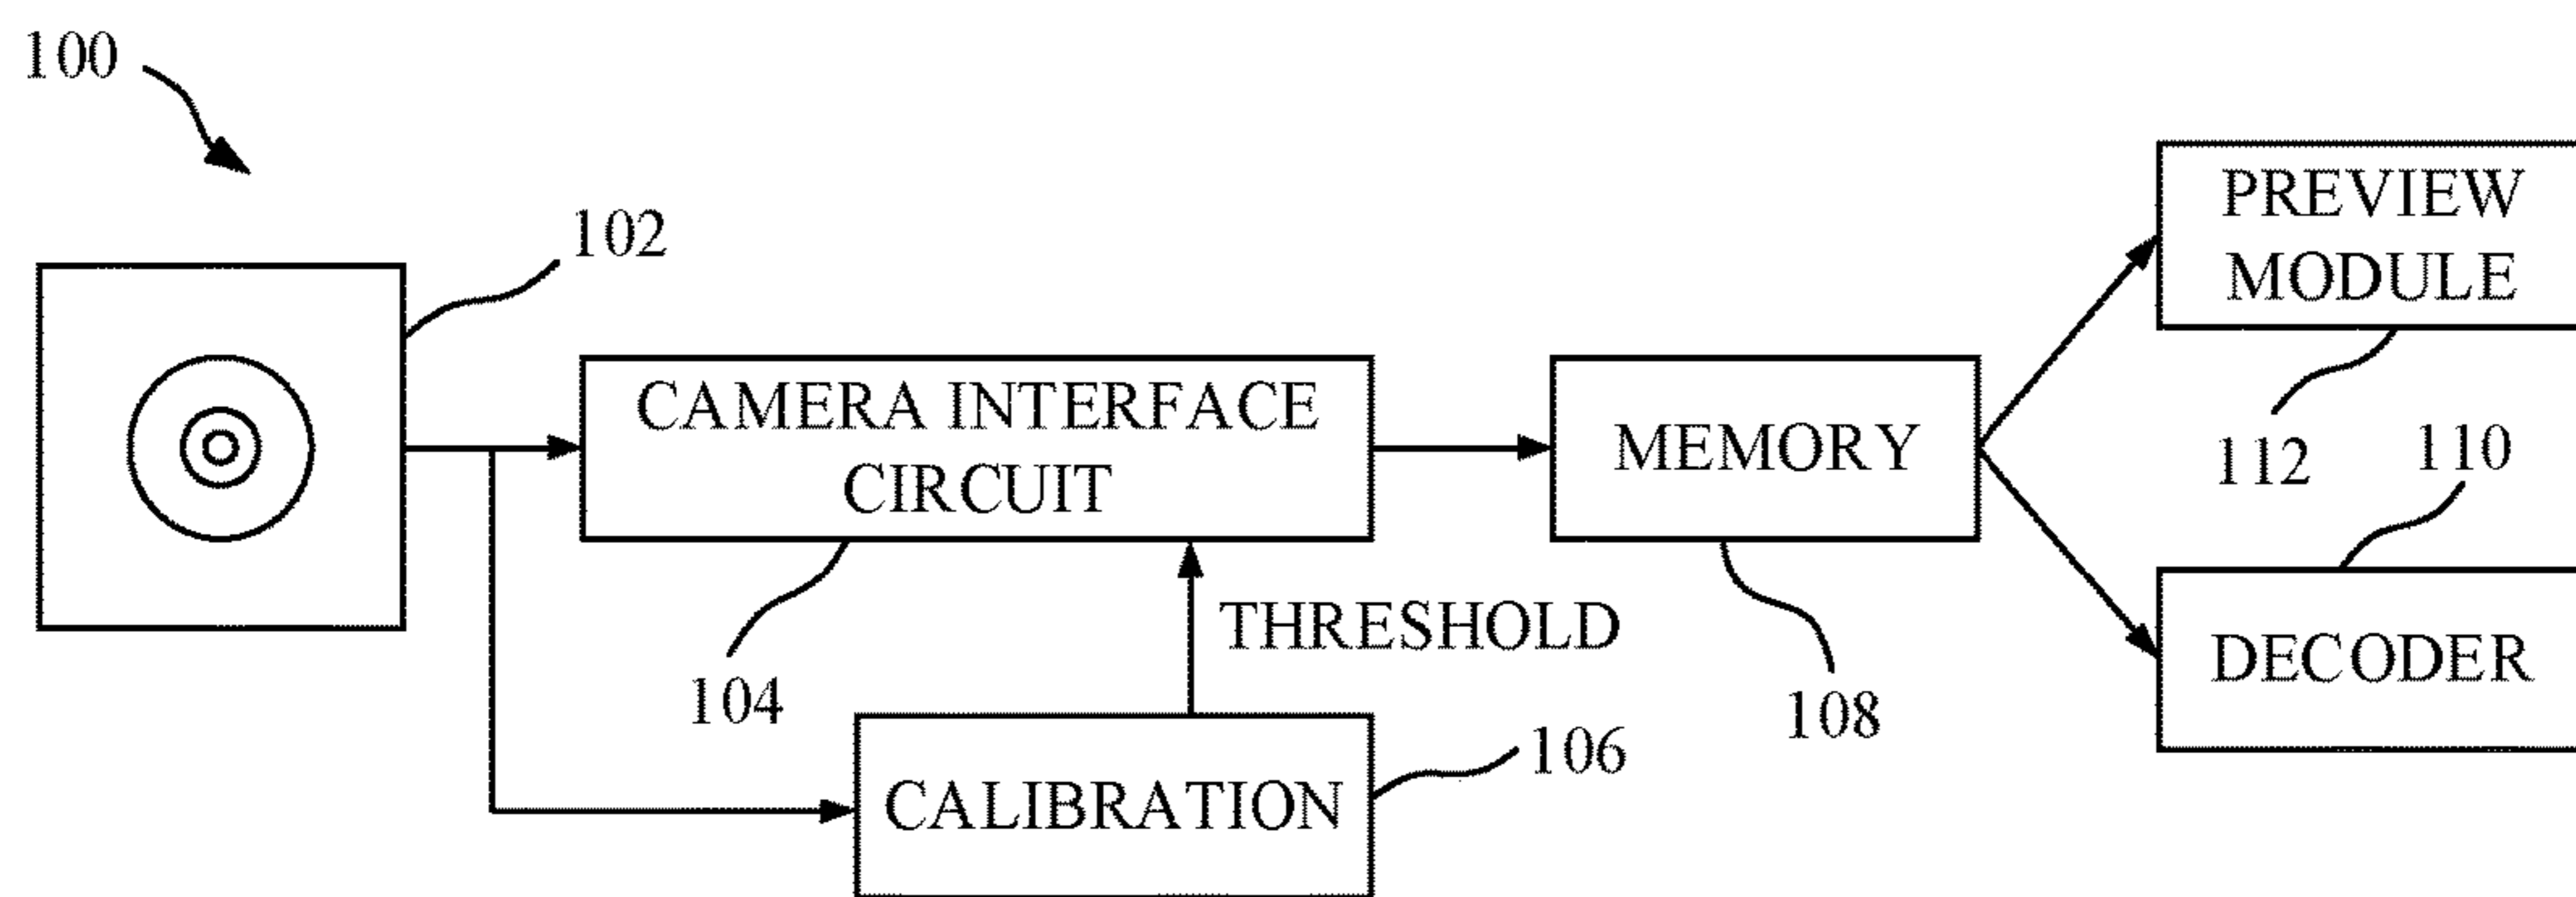 100
102
PREVIEW
MODULE
CAMERA INTERFACE
CIRCUIT
MEMORY
112
110
THRESHOLD
DECODER
104
108
106
CALIBRATION